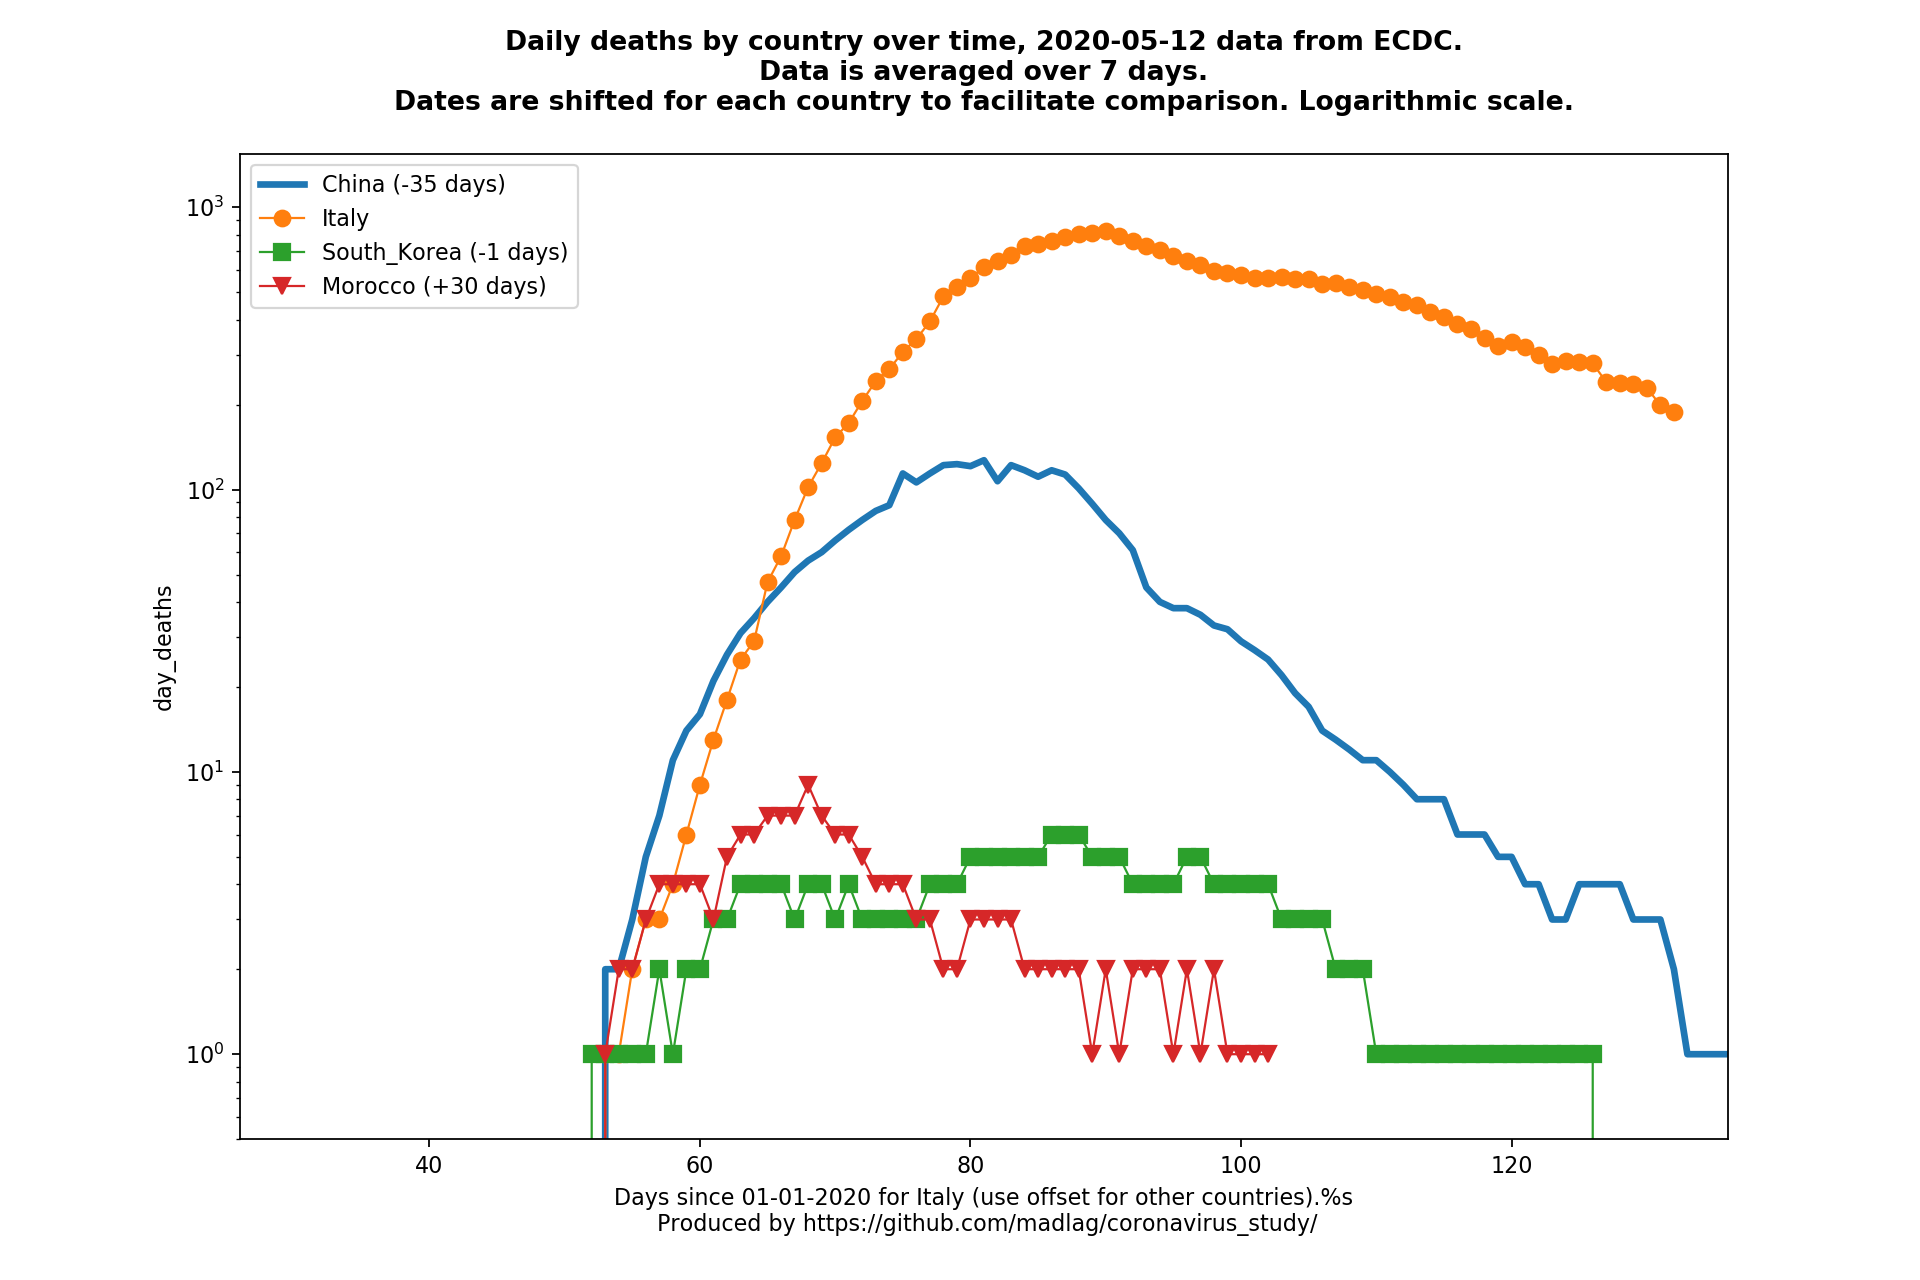 Daily deaths by country over time, 2020-05-12 data from ECDC.
Data is averaged over 7 days.
Dates are shifted for each country to facilitate comparison. Logarithmic scale.
China (-35 days)
Italy
South_Korea (-1 days)
Morocco (+30 days)
10³
10²
10¹
10⁰
day_deaths
40 60 80 100 120
Days since 01-01-2020 for Italy (use offset for other countries).%s
Produced by https://github.com/madlag/coronavirus_study/